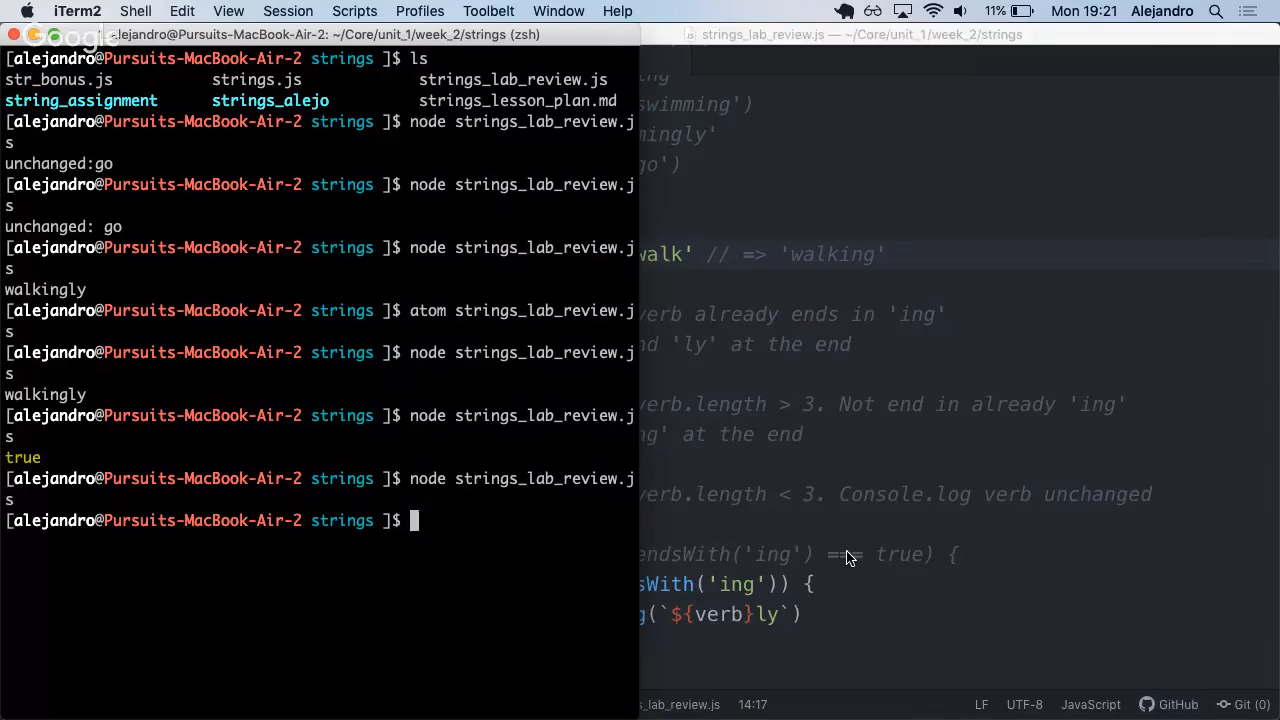 iTerm2 Shell Edit View Session Scripts Profiles Toolbelt Window Help 11% Mon 19:21 Alejandro
Google
alejandro@Pursuits-MacBook-Air-2: ~/Core/unit_1/week_2/strings (zsh)
[alejandro@Pursuits-MacBook-Air-2 strings ]$ ls
str_bonus.js strings.js strings_lab_review.js
string_assignment strings_alejo strings_lesson_plan.md
[alejandro@Pursuits-MacBook-Air-2 strings ]$ node strings_lab_review.j
s
unchanged:go
[alejandro@Pursuits-MacBook-Air-2 strings ]$ node strings_lab_review.j
s
unchanged: go
[alejandro@Pursuits-MacBook-Air-2 strings ]$ node strings_lab_review.j
s
walkingly
[alejandro@Pursuits-MacBook-Air-2 strings ]$ atom strings_lab_review.j
s
[alejandro@Pursuits-MacBook-Air-2 strings ]$ node strings_lab_review.j
s
walkingly
[alejandro@Pursuits-MacBook-Air-2 strings ]$ node strings_lab_review.j
s
true
[alejandro@Pursuits-MacBook-Air-2 strings ]$ node strings_lab_review.j
s
[alejandro@Pursuits-MacBook-Air-2 strings ]$
strings_lab_review.js — ~/Core/unit_1/week_2/strings
ing
swimming')
mingly'
go')
walk' // => 'walking'
verb already ends in 'ing'
nd 'ly' at the end
verb.length > 3. Not end in already 'ing'
ng' at the end
verb.length < 3. Console.log verb unchanged
endsWith('ing') === true) {
sWith('ing')) {
g(`${verb}ly`)
s_lab_review.js 14:17 LF UTF-8 JavaScript GitHub Git (0)